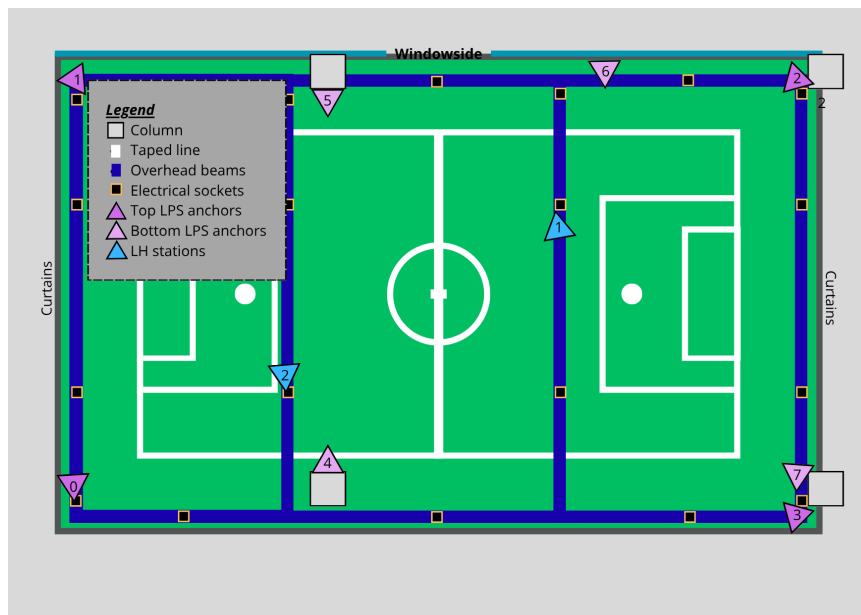 Windowside
1
6
2
5
2
Legend
Column
Taped line
Overhead beams
Electrical sockets
Top LPS anchors
Bottom LPS anchors
LH stations
1
Curtains
Curtains
2
4
7
0
3